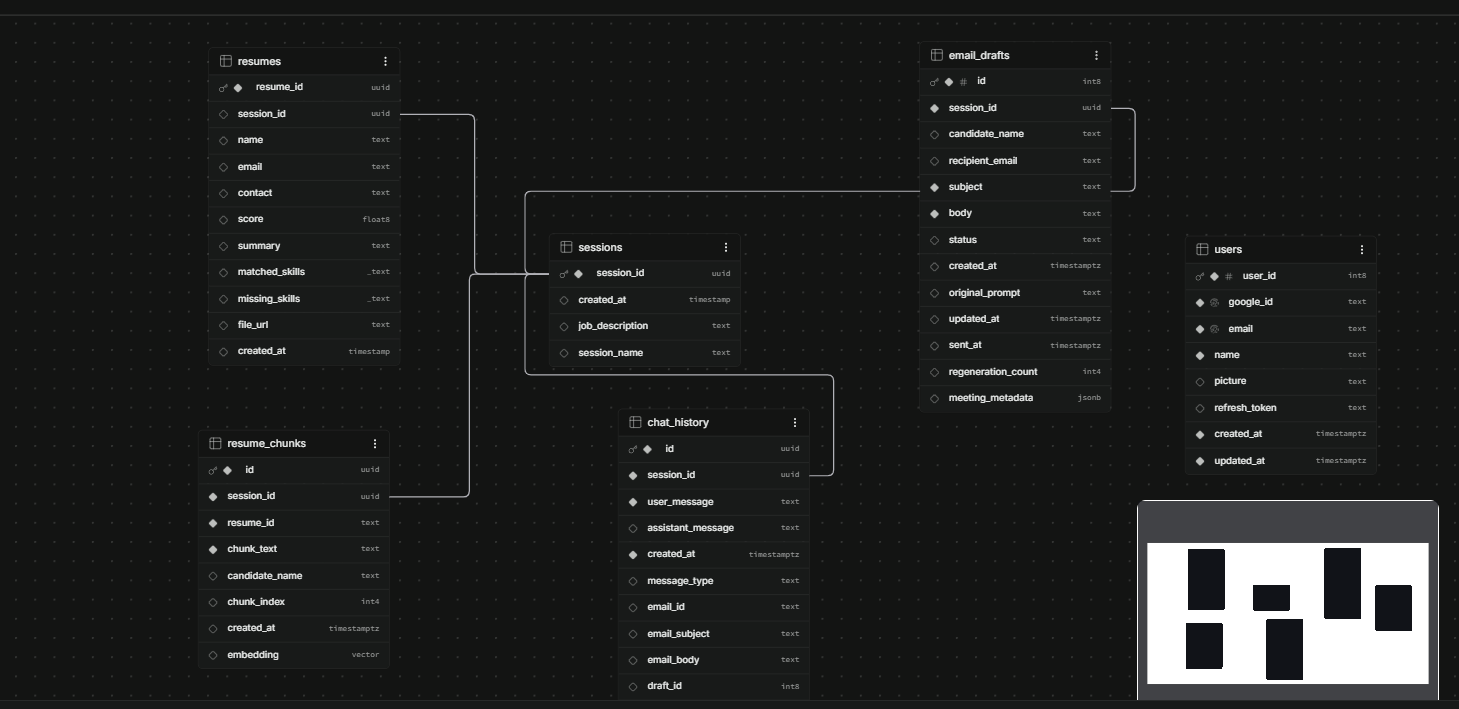 resumes
resume_id uuid
session_id uuid
name text
email text
contact text
score float8
summary text
matched_skills _text
missing_skills _text
file_url text
created_at timestamp
resume_chunks
id uuid
session_id uuid
resume_id text
chunk_text text
candidate_name text
chunk_index int4
created_at timestamptz
embedding vector
sessions
session_id uuid
created_at timestamp
job_description text
session_name text
chat_history
id uuid
session_id uuid
user_message text
assistant_message text
created_at timestamptz
message_type text
email_id text
email_subject text
email_body text
draft_id int8
email_drafts
# id int8
session_id uuid
candidate_name text
recipient_email text
subject text
body text
status text
created_at timestamptz
original_prompt text
updated_at timestamptz
sent_at timestamptz
regeneration_count int4
meeting_metadata jsonb
users
# user_id int8
google_id text
email text
name text
picture text
refresh_token text
created_at timestamptz
updated_at timestamptz